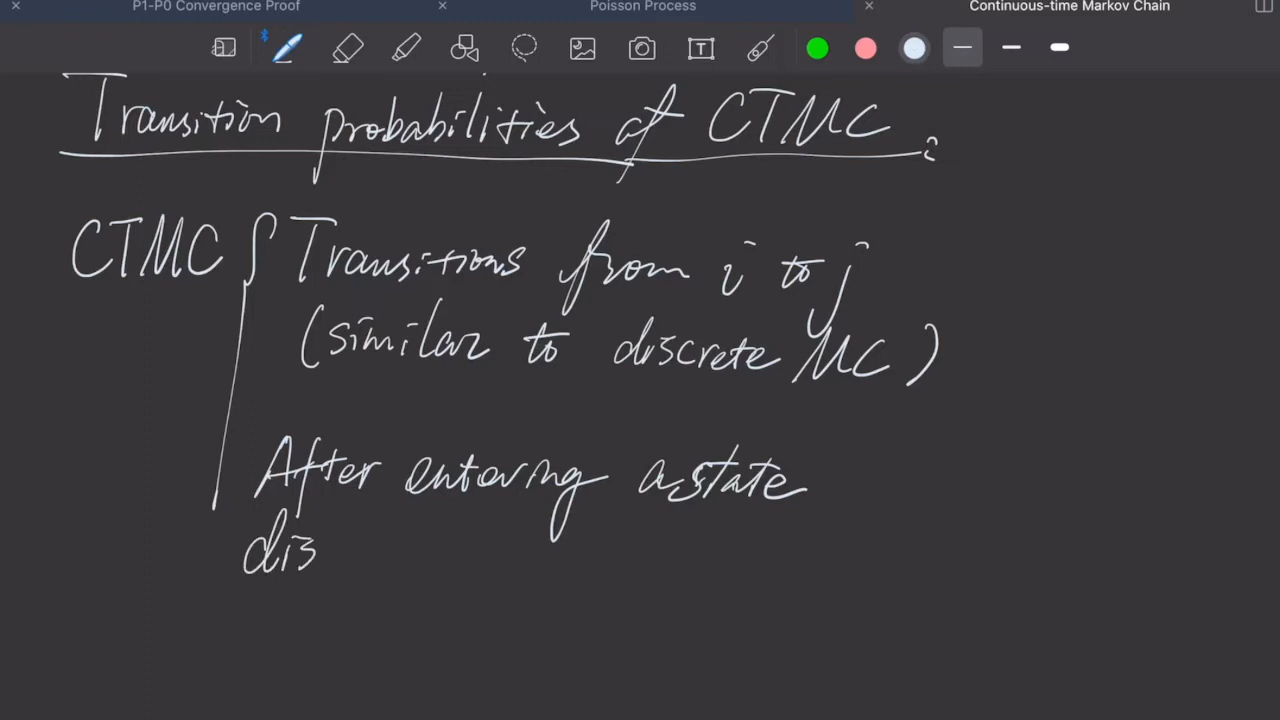 P1-P0 Convergence Proof
Poisson Process
Continuous-time Markov Chain
Transition probabilities of CTMC
CTMC { Transitions from i to j
(similar to discrete MC)
After entering a state
dis